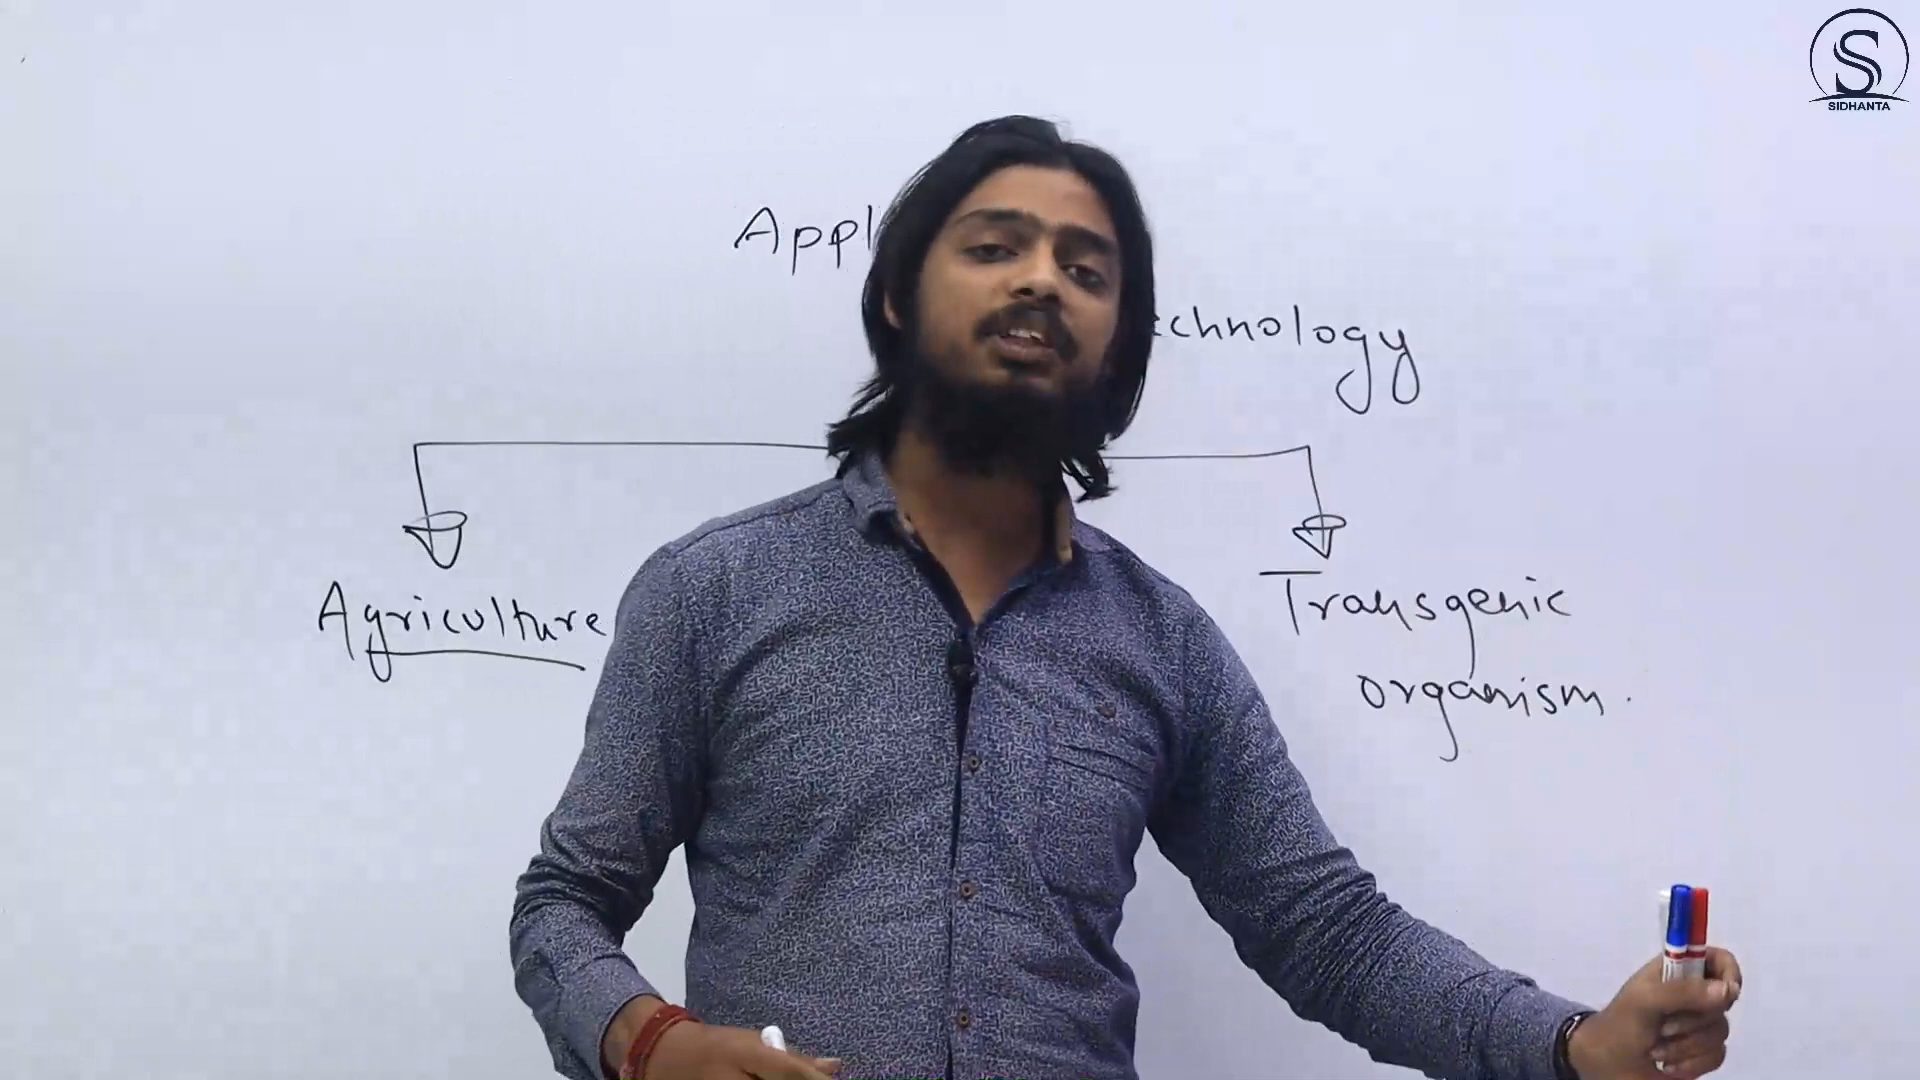 SIDHANTA
Appl
chnology
Agriculture
Transgenic
organism.